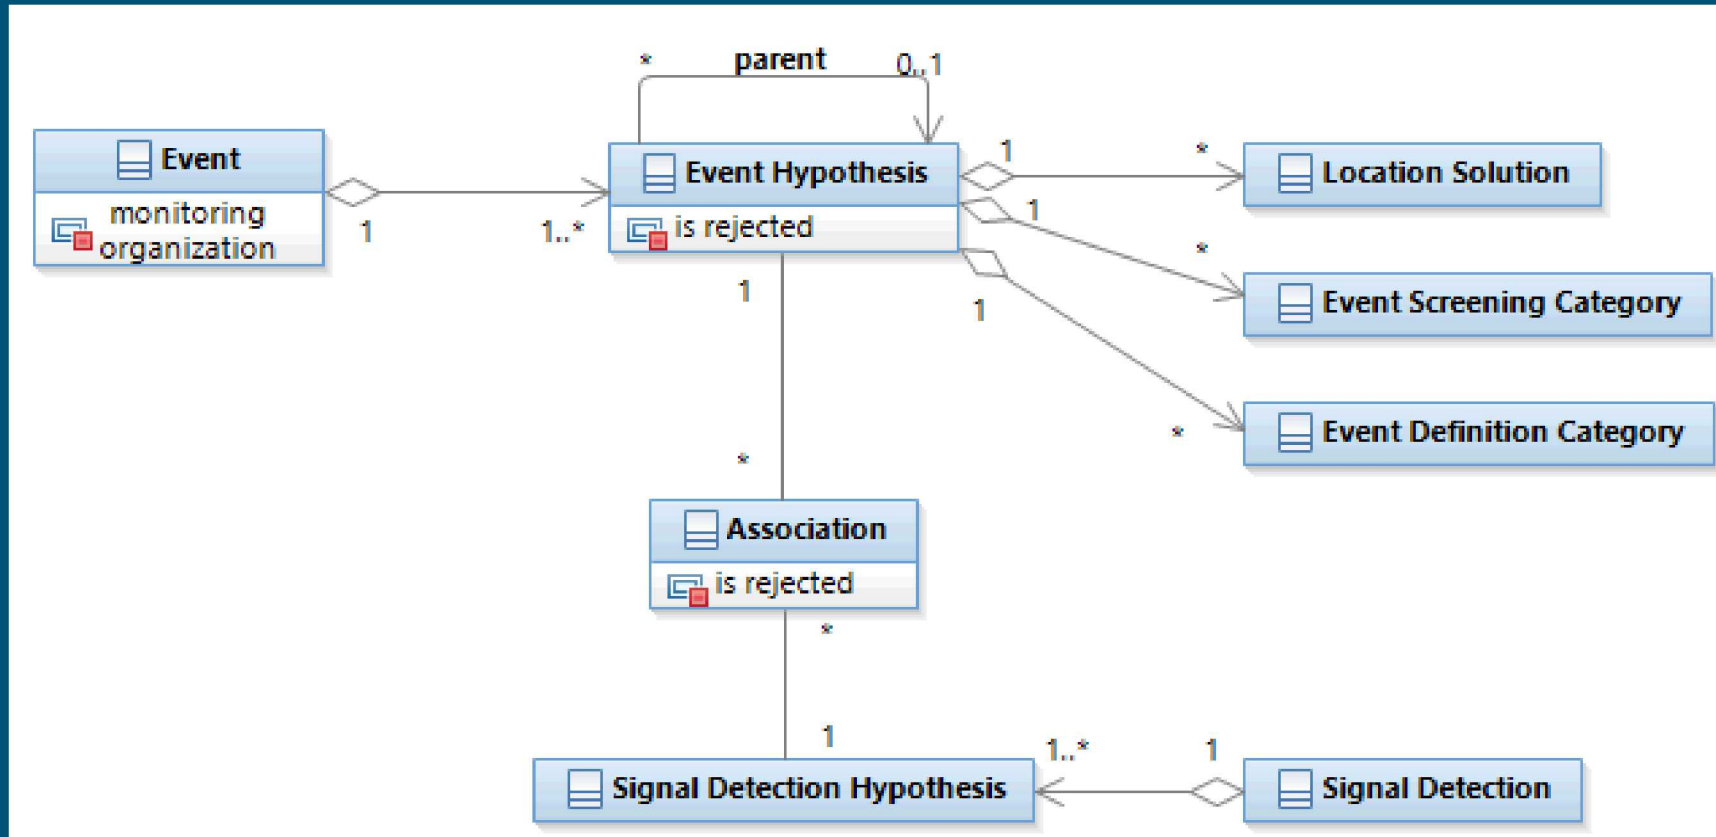 * parent 0..1
Event
monitoring
organization
1
1..*
Event Hypothesis
is rejected
1
*
Location Solution
1
*
Event Screening Category
1
*
Event Definition Category
1
*
Association
is rejected
*
1
Signal Detection Hypothesis
1..*
1
Signal Detection